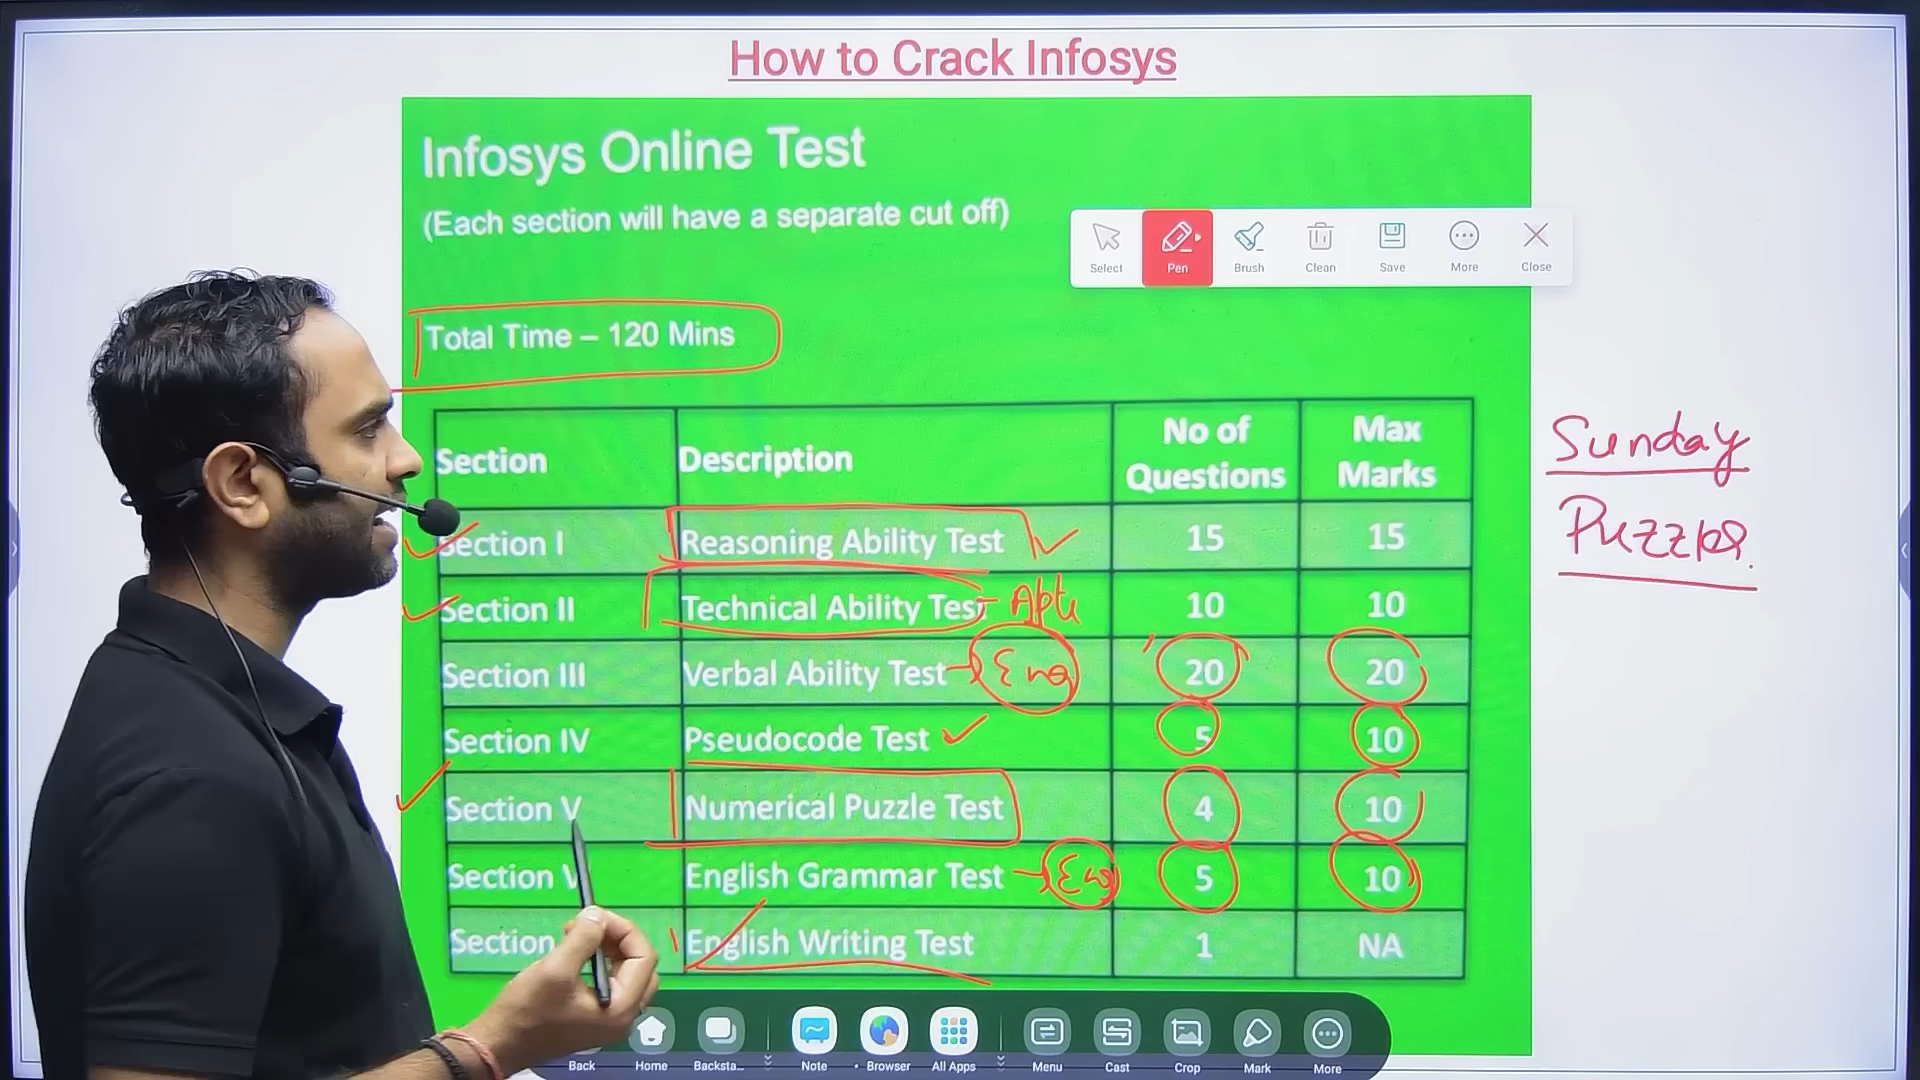 How to Crack Infosys
Infosys Online Test
(Each section will have a separate cut off)
Select Pen Brush Clean Save More Close
Total Time – 120 Mins
Section Description No of Questions Max Marks
Section I Reasoning Ability Test 15 15
Section II Technical Ability Test Apti 10 10
Section III Verbal Ability Test Eng 20 20
Section IV Pseudocode Test 5 10
Section V Numerical Puzzle Test 4 10
Section V English Grammar Test Eng 5 10
Section English Writing Test 1 NA
Sunday
Puzzles
Back Home Backsta... Note Browser All Apps Menu Cast Crop Mark More